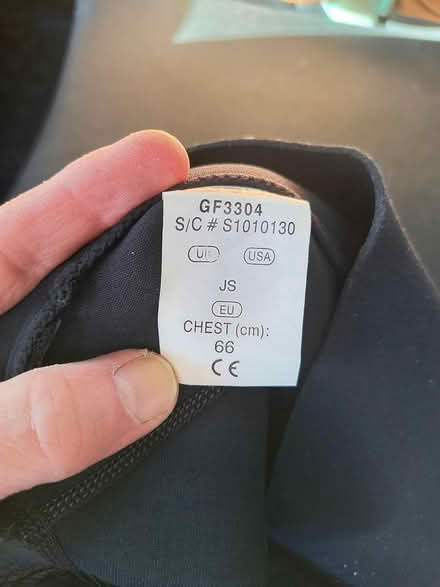 GF3304
S/C # S1010130
UK USA
JS
EU
CHEST (cm):
66
CE